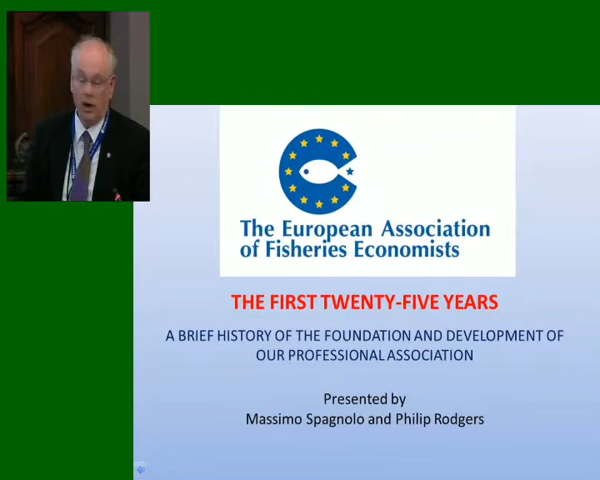 The European Association
of Fisheries Economists
THE FIRST TWENTY-FIVE YEARS
A BRIEF HISTORY OF THE FOUNDATION AND DEVELOPMENT OF
OUR PROFESSIONAL ASSOCIATION
Presented by
Massimo Spagnolo and Philip Rodgers